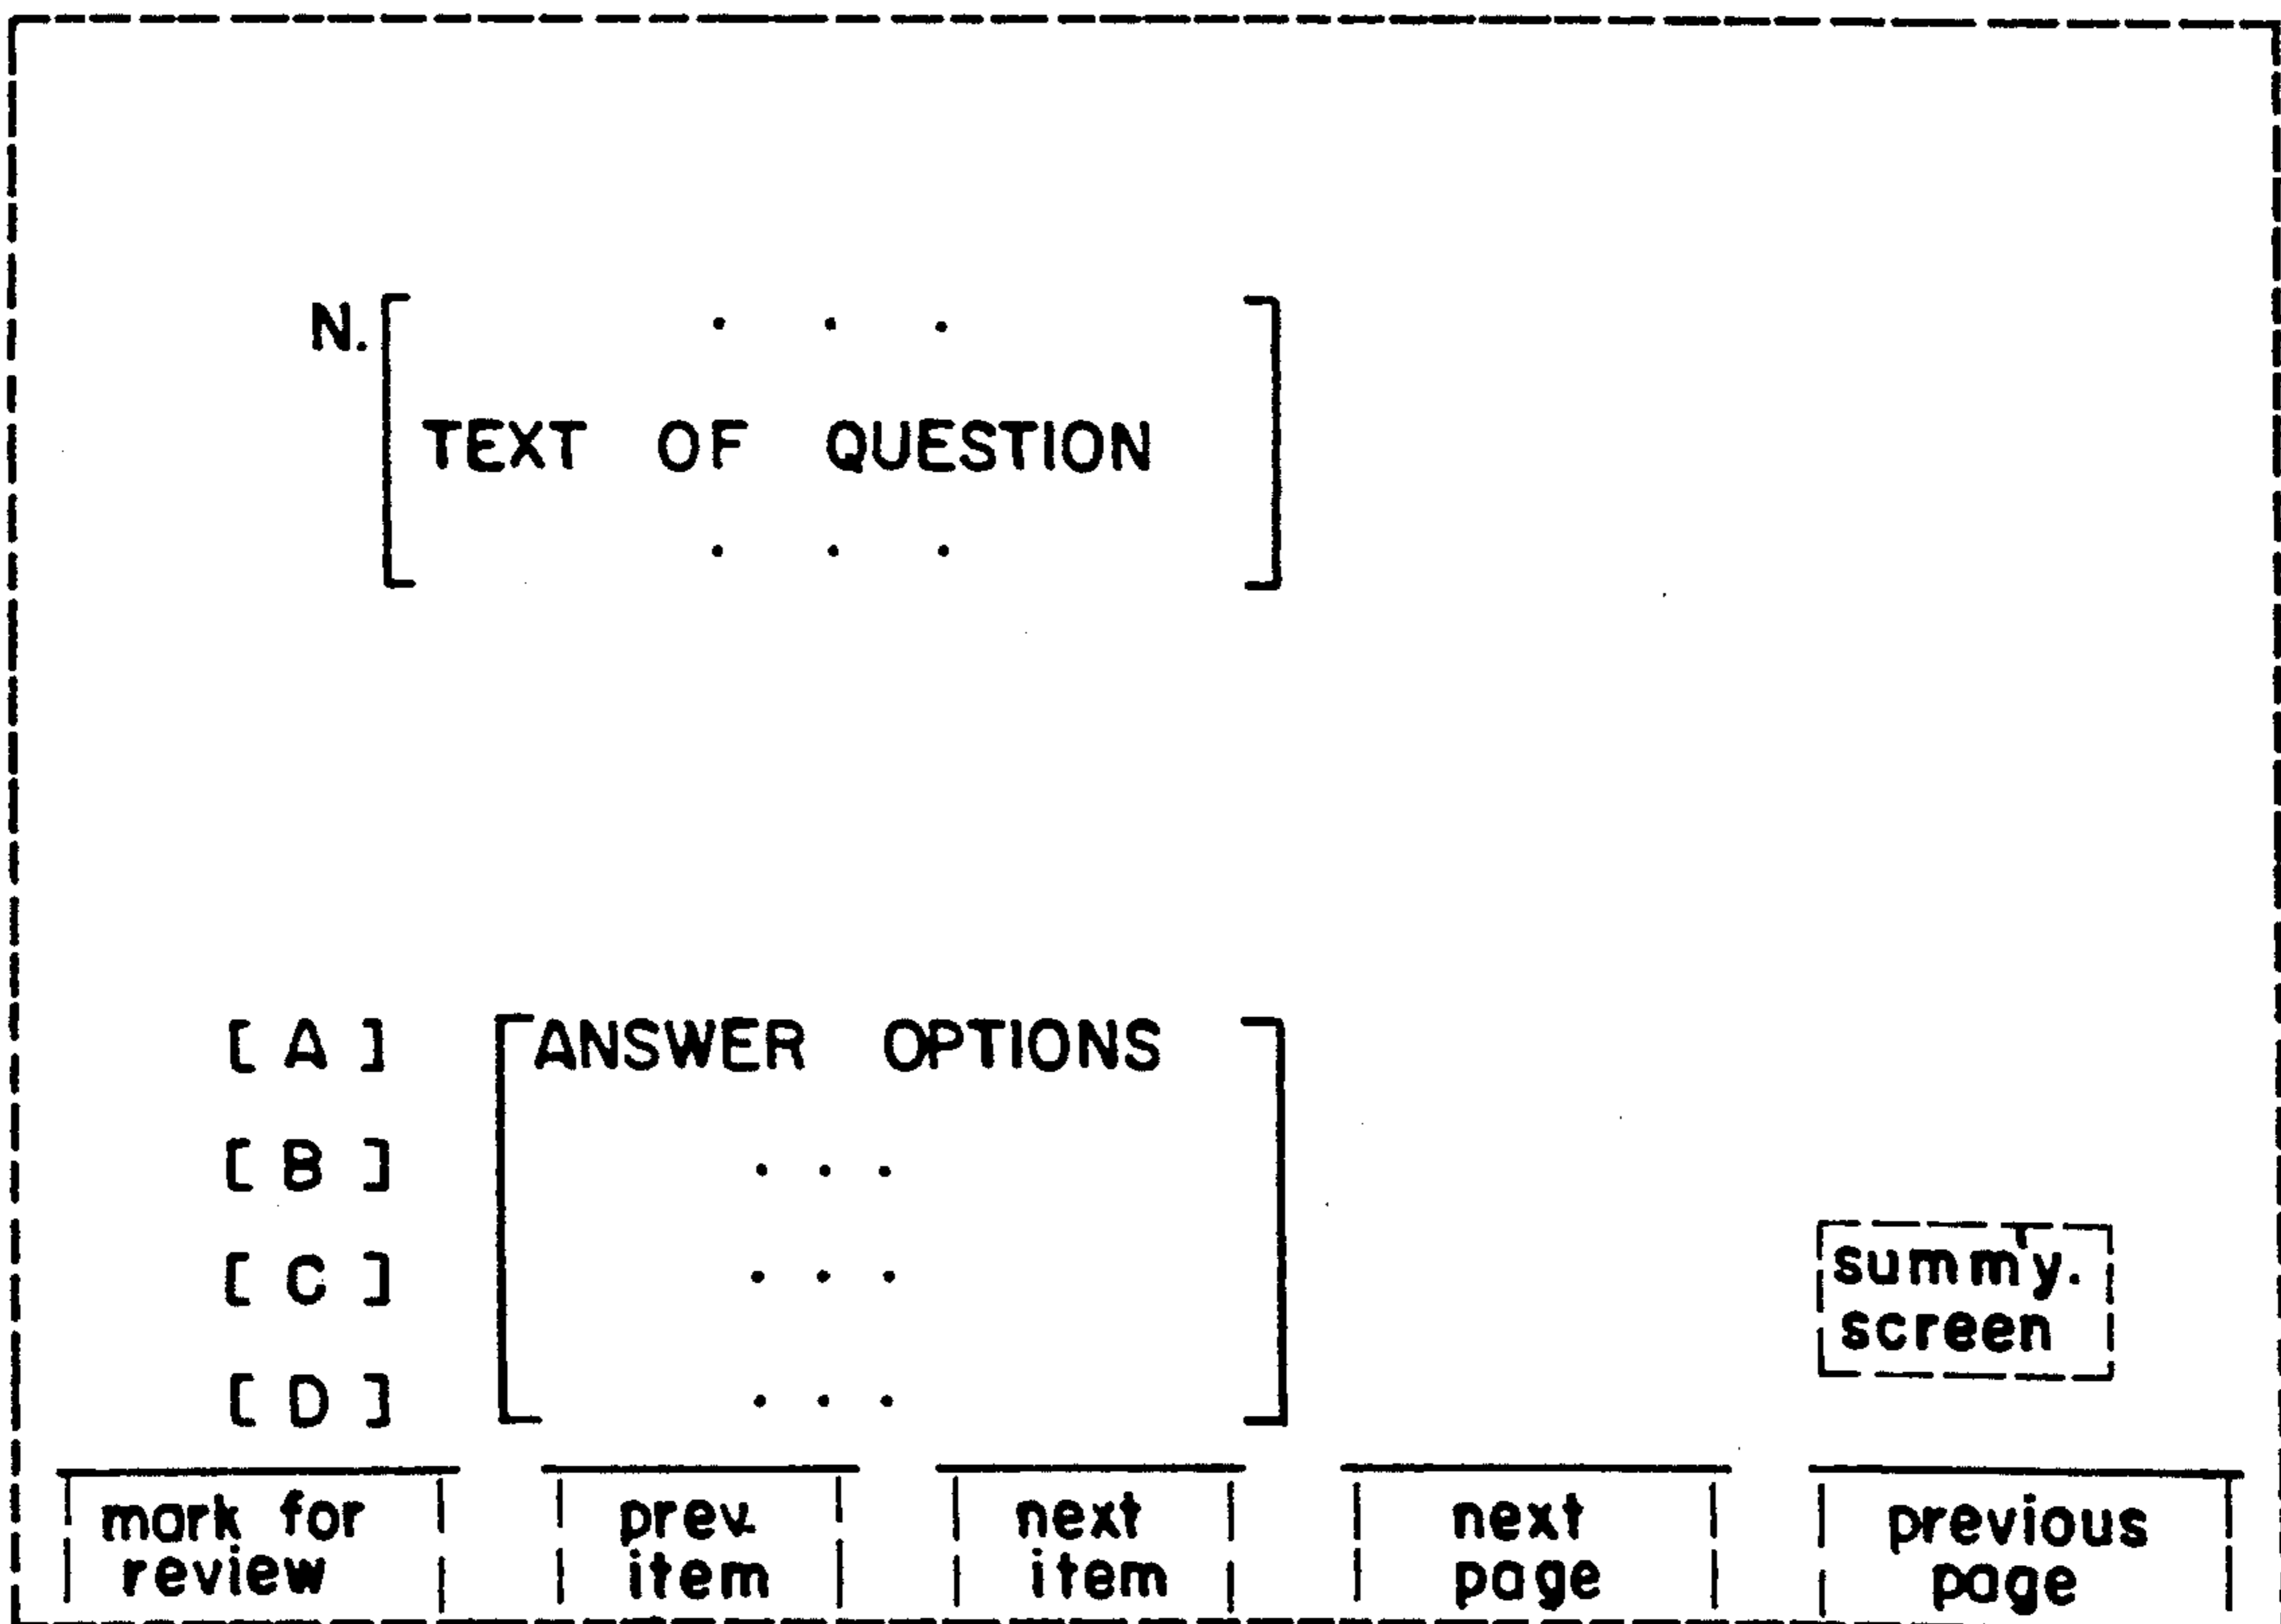 N. . . .
TEXT OF QUESTION
. . .
[ A ] ANSWER OPTIONS
[ B ] . . .
[ C ] . . .
[ D ] . . .
summy.
screen
mark for
review
prev.
item
next
item
next
page
previous
page